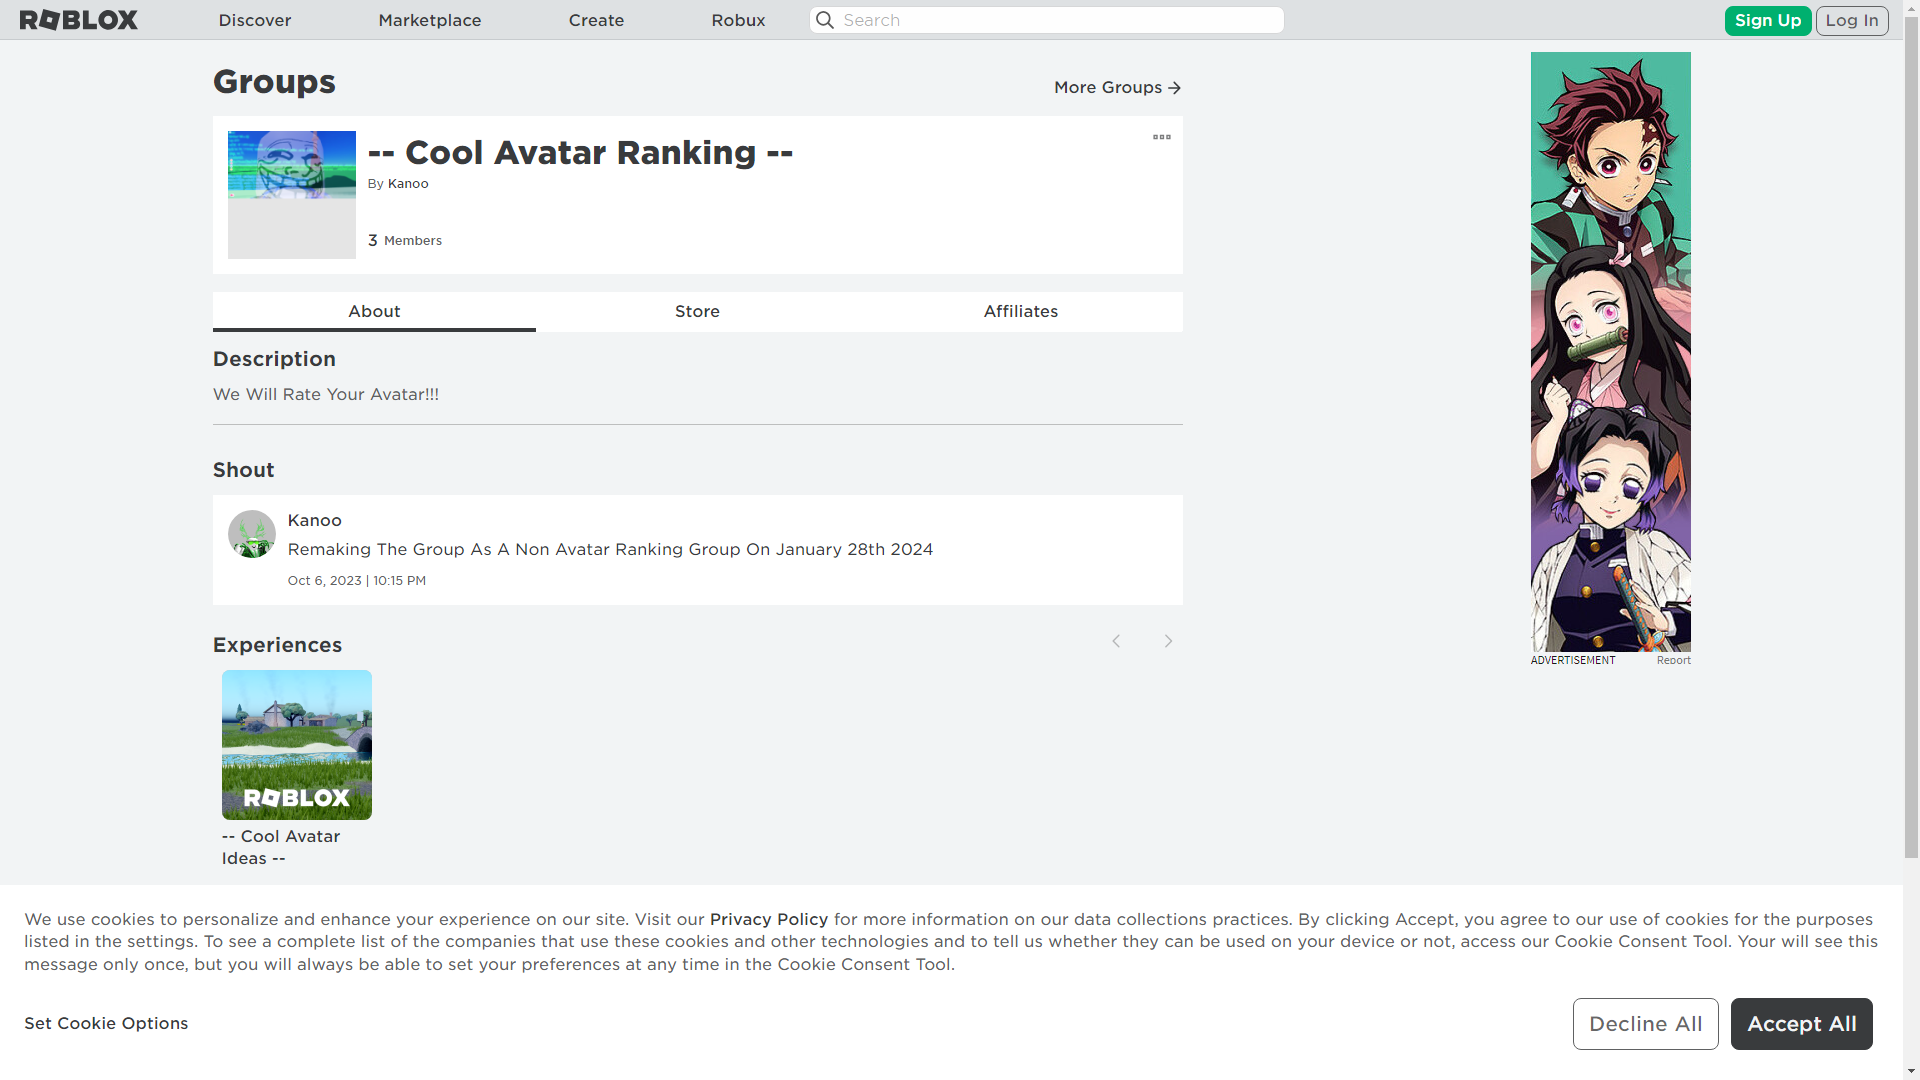 ROBLOX
Discover
Marketplace
Create
Robux
Search
Sign Up
Log In
Groups
More Groups
-- Cool Avatar Ranking --
By Kanoo
3 Members
About
Store
Affiliates
Description
We Will Rate Your Avatar!!!
Shout
Kanoo
Remaking The Group As A Non Avatar Ranking Group On January 28th 2024
Oct 6, 2023 | 10:15 PM
ADVERTISEMENT
Report
Experiences
ROBLOX
-- Cool Avatar
Ideas --
We use cookies to personalize and enhance your experience on our site. Visit our Privacy Policy for more information on our data collections practices. By clicking Accept, you agree to our use of cookies for the purposes
listed in the settings. To see a complete list of the companies that use these cookies and other technologies and to tell us whether they can be used on your device or not, access our Cookie Consent Tool. Your will see this
message only once, but you will always be able to set your preferences at any time in the Cookie Consent Tool.
Set Cookie Options
Decline All
Accept All